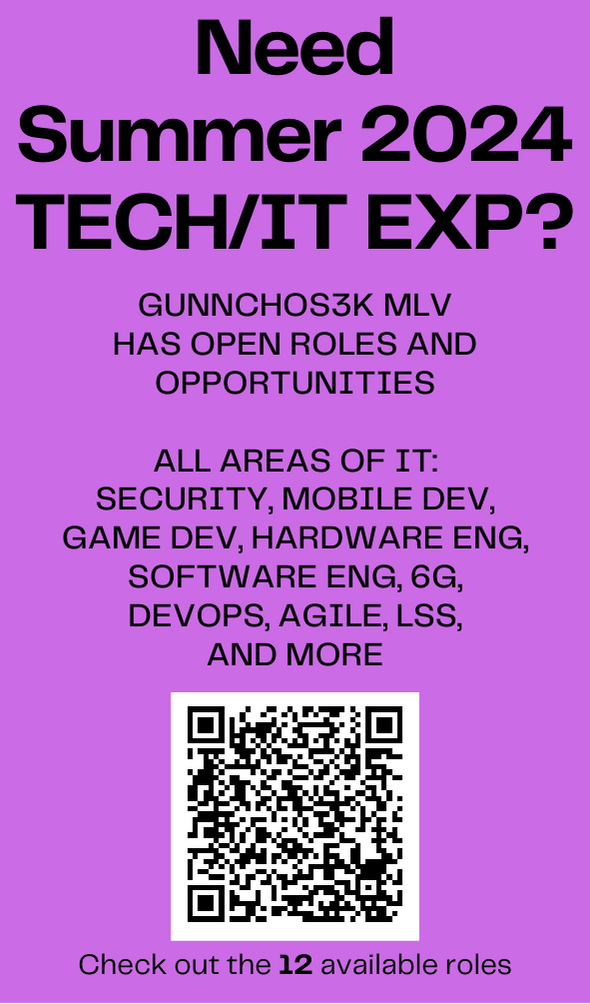 Need
Summer 2024
TECH/IT EXP?
GUNNCHOS3K MLV
HAS OPEN ROLES AND
OPPORTUNITIES
ALL AREAS OF IT:
SECURITY, MOBILE DEV,
GAME DEV, HARDWARE ENG,
SOFTWARE ENG, 6G,
DEVOPS, AGILE, LSS,
AND MORE
Check out the 12 available roles